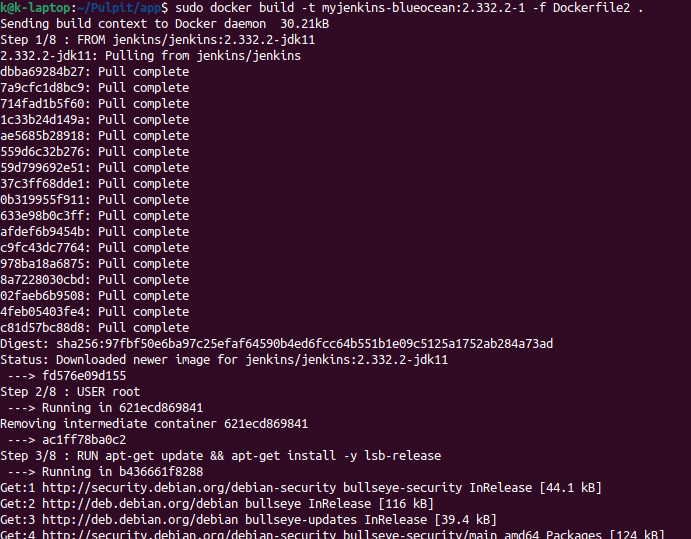 k@k-laptop:~/Pulpit/app$ sudo docker build -t myjenkins-blueocean:2.332.2-1 -f Dockerfile2 .
Sending build context to Docker daemon  30.21kB
Step 1/8 : FROM jenkins/jenkins:2.332.2-jdk11
2.332.2-jdk11: Pulling from jenkins/jenkins
dbba69284b27: Pull complete
7a9cfc1d8bc9: Pull complete
714fad1b5f60: Pull complete
1c33b24d149a: Pull complete
ae5685b28918: Pull complete
559d6c32b276: Pull complete
59d799692e51: Pull complete
37c3ff68dde1: Pull complete
0b319955f911: Pull complete
633e98b0c3ff: Pull complete
afdef6b9454b: Pull complete
c9fc43dc7764: Pull complete
978ba18a6875: Pull complete
8a7228030cbd: Pull complete
02faeb6b9508: Pull complete
4feb05403fe4: Pull complete
c81d57bc88d8: Pull complete
Digest: sha256:97fbf50e6ba97c25efaf64590b4ed6fcc64b551b1e09c5125a1752ab284a73ad
Status: Downloaded newer image for jenkins/jenkins:2.332.2-jdk11
 ---> fd576e09d155
Step 2/8 : USER root
 ---> Running in 621ecd869841
Removing intermediate container 621ecd869841
 ---> ac1ff78ba0c2
Step 3/8 : RUN apt-get update && apt-get install -y lsb-release
 ---> Running in b436661f8288
Get:1 http://security.debian.org/debian-security bullseye-security InRelease [44.1 kB]
Get:2 http://deb.debian.org/debian bullseye InRelease [116 kB]
Get:3 http://deb.debian.org/debian bullseye-updates InRelease [39.4 kB]
Get:4 http://security.debian.org/debian-security bullseye-security/main amd64 Packages [124 kB]